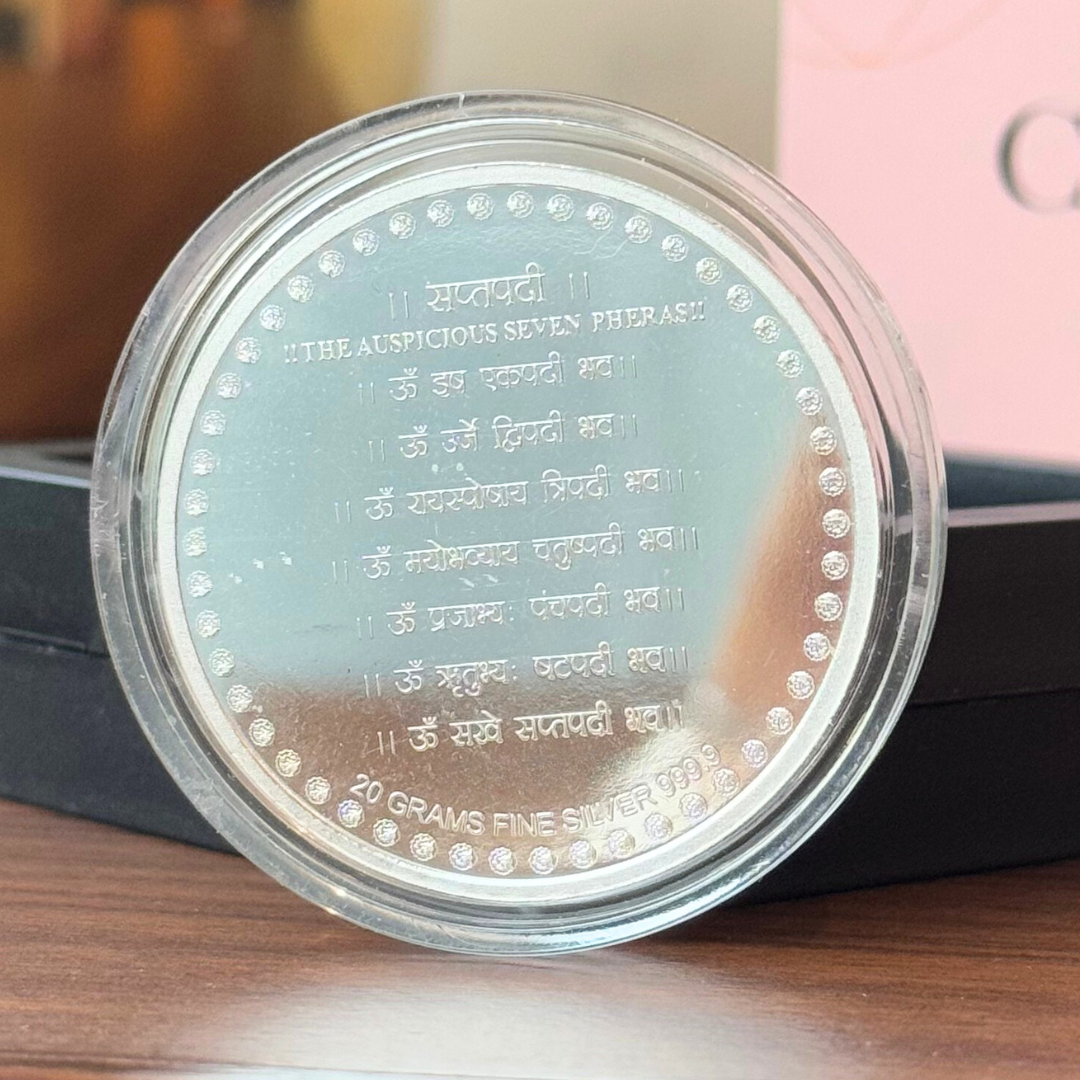 || सप्तपदी ||
!!THE AUSPICIOUS SEVEN PHERAS!!
|| ॐ इष एकपदी भव||
|| ॐ उर्जे द्विपदी भव||
|| ॐ रायस्पोषाय त्रिपदी भव||
|| ॐ मयोभव्याय चतुष्पदी भव||
|| ॐ प्रजाभ्यः पंचपदी भव||
|| ॐ ऋतुभ्यः षटपदी भव||
|| ॐ सखे सप्तपदी भव||
20 GRAMS FINE SILVER 999 9